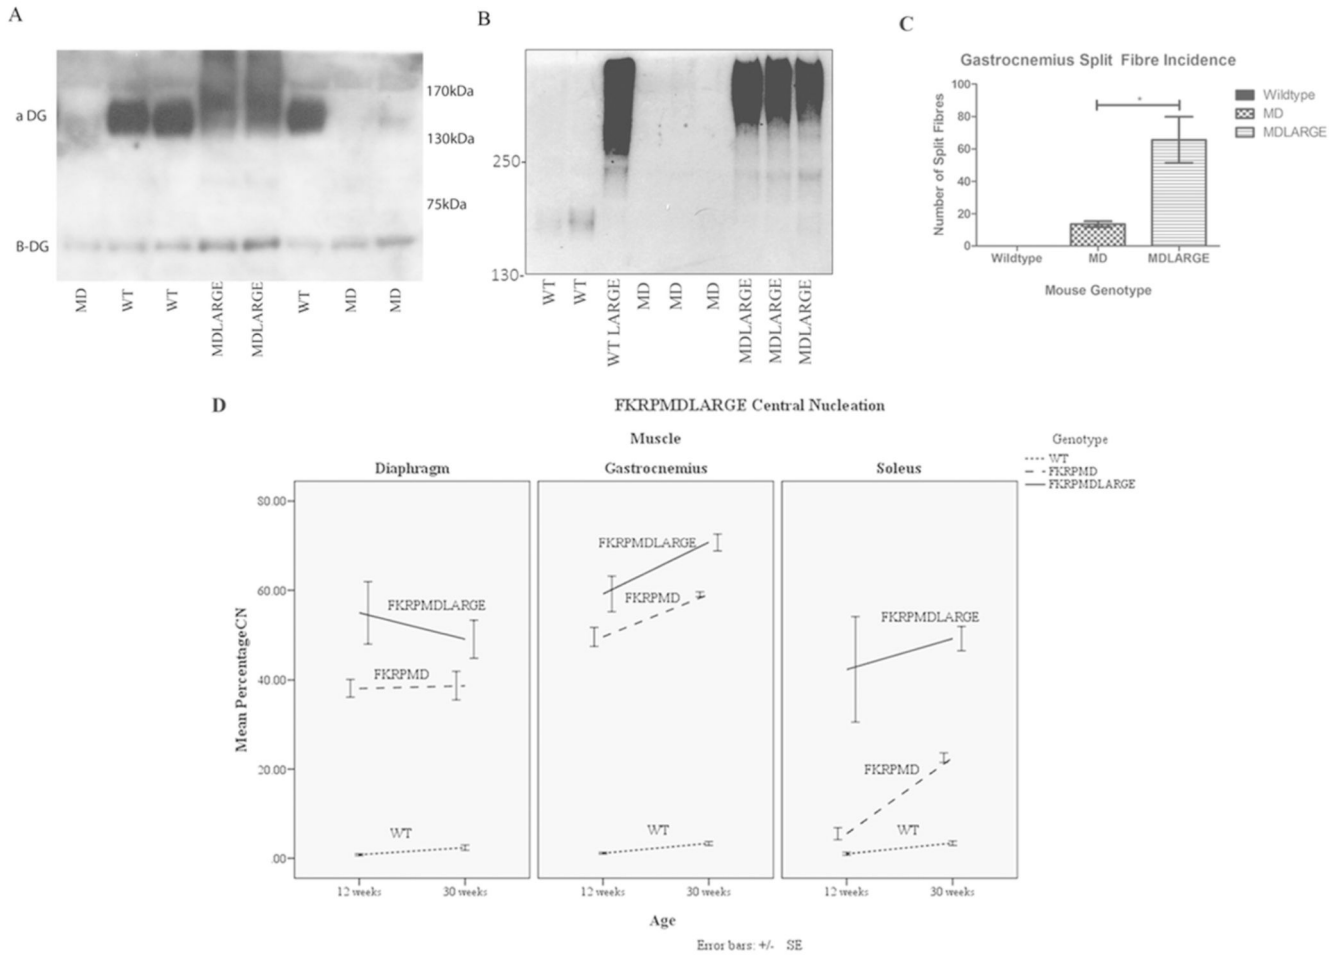 A
a DG
B-DG
170kDa
130kDa
75kDa
MD
WT
WT
MDLARGE
MDLARGE
WT
MD
MD
B
250-
130-
WT
WT
WT LARGE
MD
MD
MD
MDLARGE
MDLARGE
MDLARGE
C
Gastrocnemius Split Fibre Incidence
Number of Split Fibres
100
80
60
40
20
0
*
Wildtype
MD
MDLARGE
Mouse Genotype
Wildtype
MD
MDLARGE
D
FKRPMDLARGE Central Nucleation
Muscle
Diaphragm
Gastrocnemius
Soleus
Genotype
WT
FKRPMD
FKRPMDLARGE
Mean PercentageCN
80.00
60.00
40.00
20.00
.00
FKRPMDLARGE
FKRPMD
WT
FKRPMDLARGE
FKRPMD
WT
FKRPMDLARGE
FKRPMD
WT
12 weeks
30 weeks
12 weeks
30 weeks
12 weeks
30 weeks
Age
Error bars: +/- SE